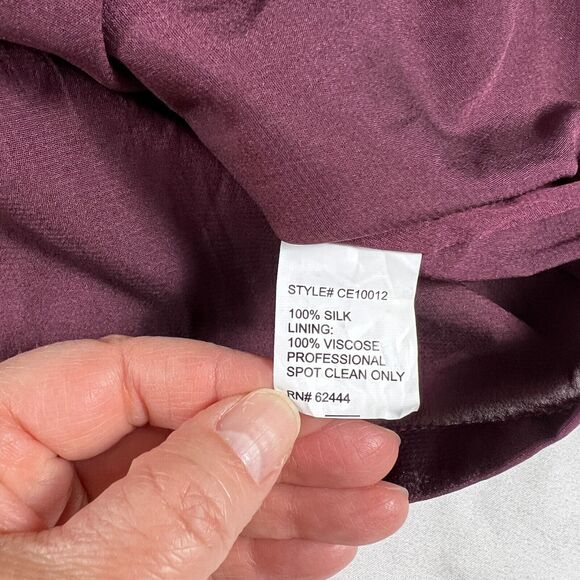 STYLE# CE10012
100% SILK
LINING:
100% VISCOSE
PROFESSIONAL
SPOT CLEAN ONLY
RN# 62444